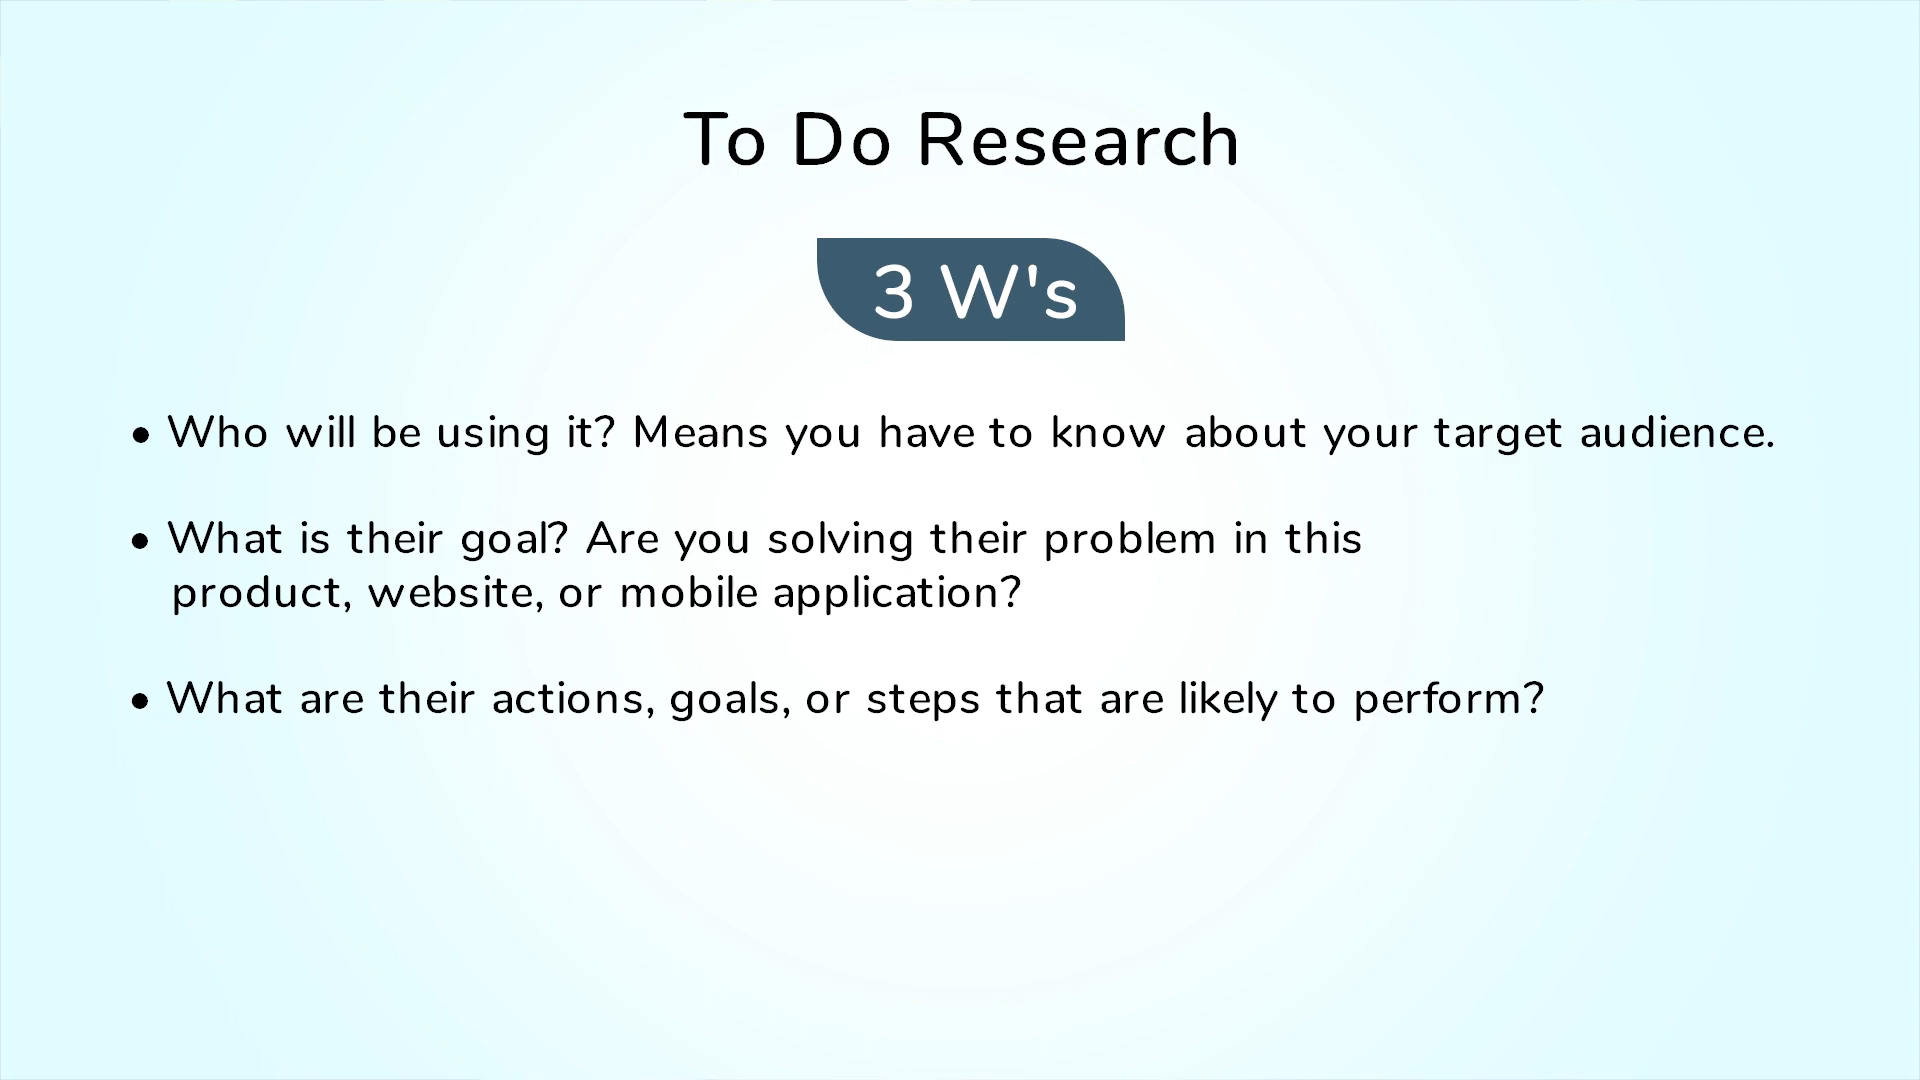 To Do Research
3 W's
• Who will be using it? Means you have to know about your target audience.
• What is their goal? Are you solving their problem in this
product, website, or mobile application?
• What are their actions, goals, or steps that are likely to perform?